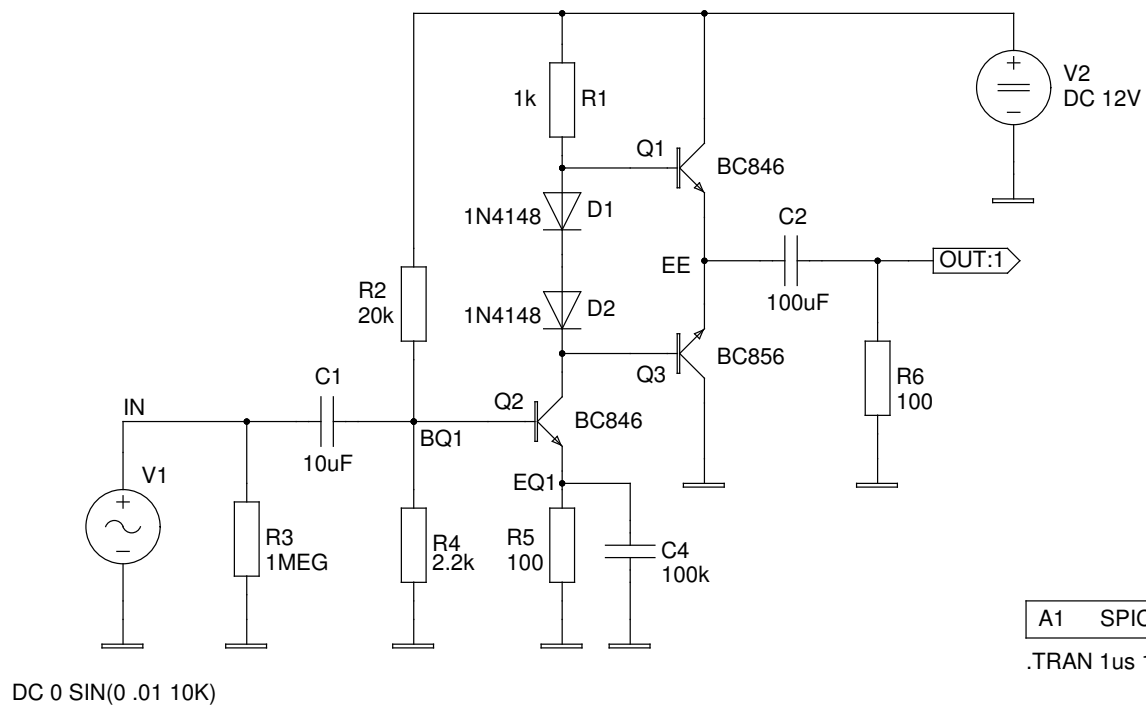 V2
DC 12V
1k
R1
Q1
BC846
1N4148
D1
C2
EE
OUT:1
100uF
R2
20k
1N4148
D2
BC856
Q3
R6
100
C1
Q2
BC846
IN
BQ1
10uF
V1
EQ1
R3
1MEG
R4
2.2k
R5
100
C4
100k
A1
.TRAN 1us
DC 0 SIN(0 .01 10K)